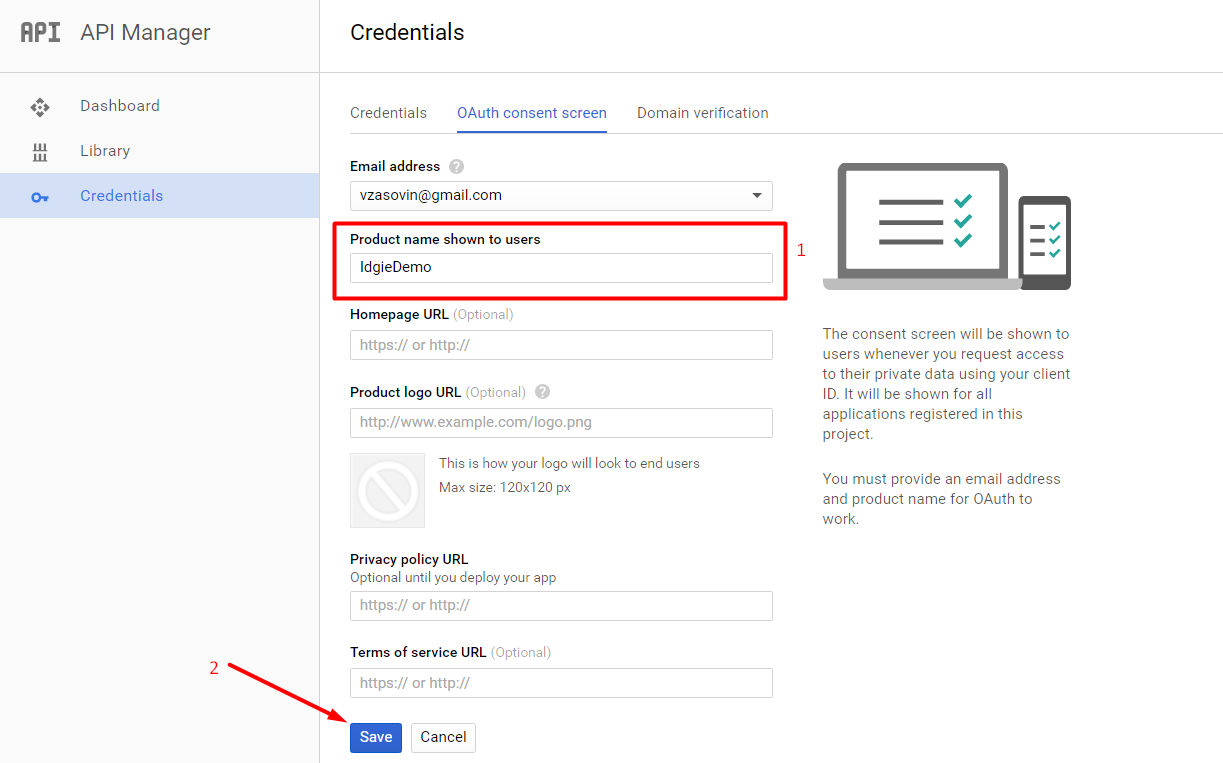 API API Manager
Credentials
Dashboard
Library
Credentials
Credentials OAuth consent screen Domain verification
Email address ?
vzasovin@gmail.com
Product name shown to users
IdgieDemo
1
Homepage URL (Optional)
https:// or http://
Product logo URL (Optional) ?
http://www.example.com/logo.png
This is how your logo will look to end users
Max size: 120x120 px
Privacy policy URL
Optional until you deploy your app
https:// or http://
Terms of service URL (Optional)
https:// or http://
2
Save Cancel
The consent screen will be shown to
users whenever you request access
to their private data using your client
ID. It will be shown for all
applications registered in this
project.
You must provide an email address
and product name for OAuth to
work.